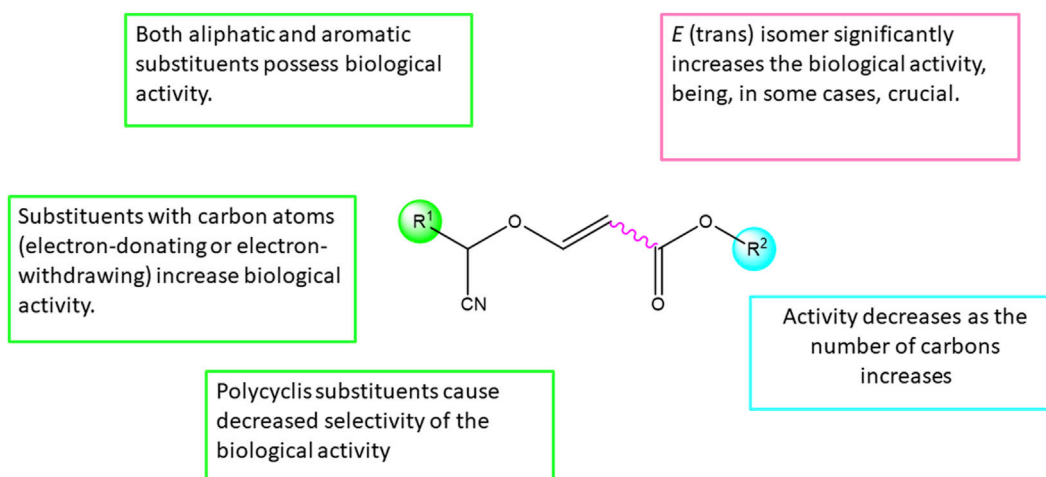 Both aliphatic and aromatic
substituents possess biological
activity.
E (trans) isomer significantly
increases the biological activity,
being, in some cases, crucial.
Substituents with carbon atoms
(electron-donating or electron-
withdrawing) increase biological
activity.
R1
O
CN
O
O
R2
Activity decreases as the
number of carbons
increases
Polycyclis substituents cause
decreased selectivity of the
biological activity